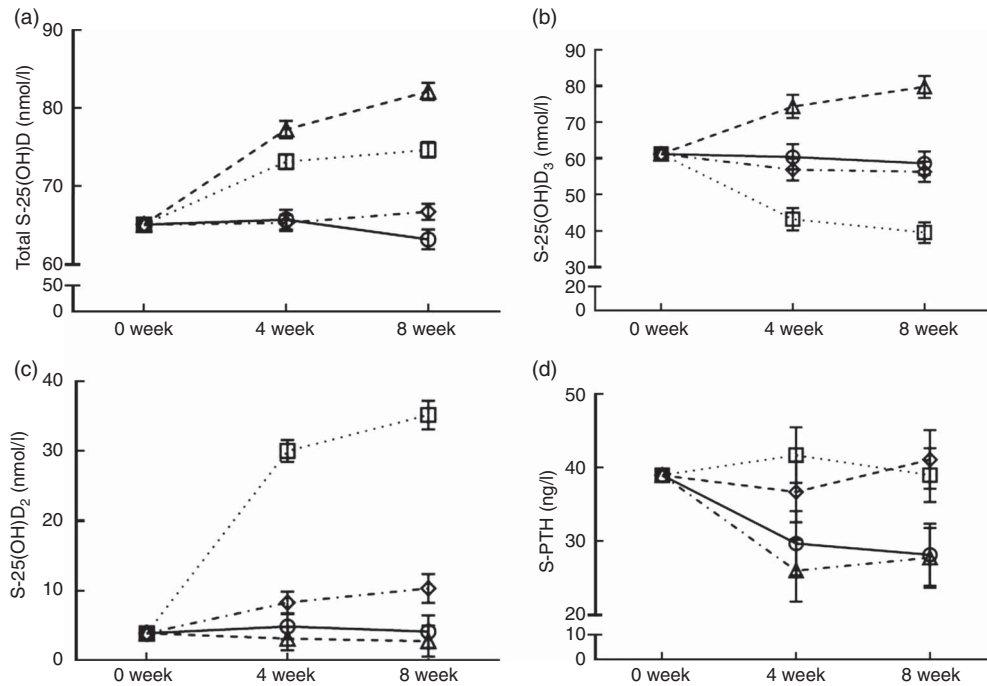 (a)
Total S-25(OH)D (nmol/l)
90
80
70
60
50
0
0 week 4 week 8 week
(b)
S-25(OH)D₃ (nmol/l)
90
80
70
60
50
40
30
20
0
0 week 4 week 8 week
(c)
S-25(OH)D₂ (nmol/l)
40
30
20
10
0
0 week 4 week 8 week
(d)
S-PTH (ng/l)
50
40
30
20
10
0
0 week 4 week 8 week